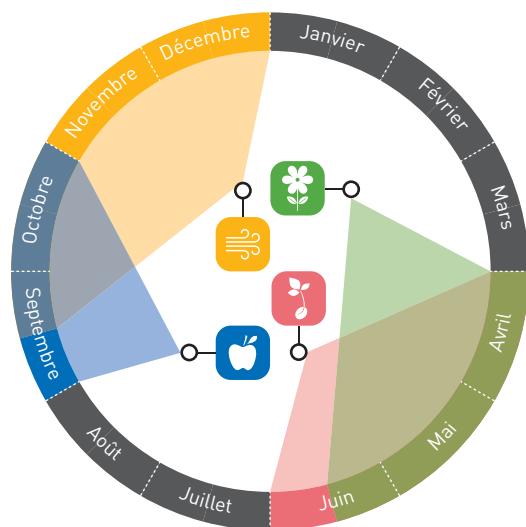 Janvier
Février
Mars
Avril
Mai
Juin
Juillet
Août
Septembre
Octobre
Novembre
Décembre